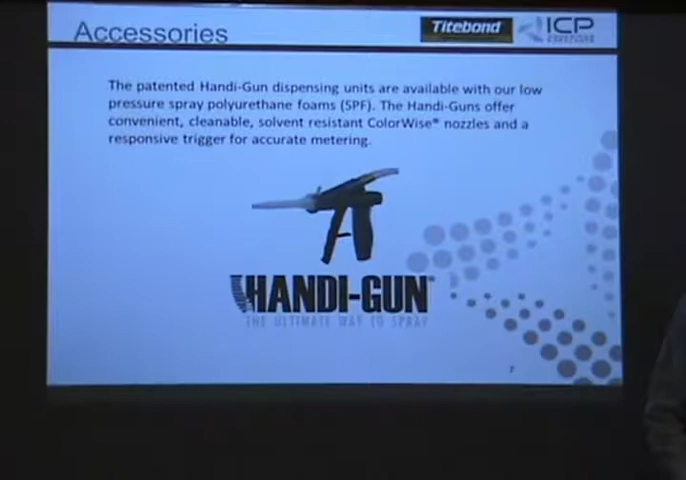 Accessories
Titebond
ICP
The patented Handi-Gun dispensing units are available with our low
pressure spray polyurethane foams (SPF). The Handi-Guns offer
convenient, cleanable, solvent resistant ColorWise® nozzles and a
responsive trigger for accurate metering.
HANDI-GUN
THE ULTIMATE WAY TO SPRAY
7